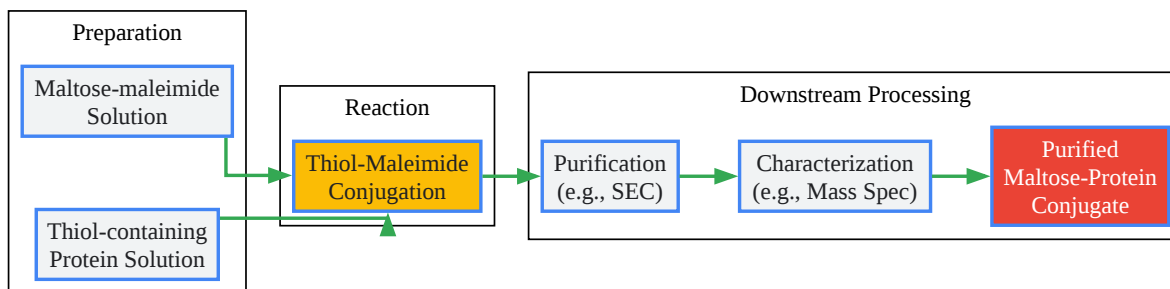 Preparation
Maltose-maleimide
Solution
Thiol-containing
Protein Solution
Reaction
Thiol-Maleimide
Conjugation
Downstream Processing
Purification
(e.g., SEC)
Characterization
(e.g., Mass Spec)
Purified
Maltose-Protein
Conjugate